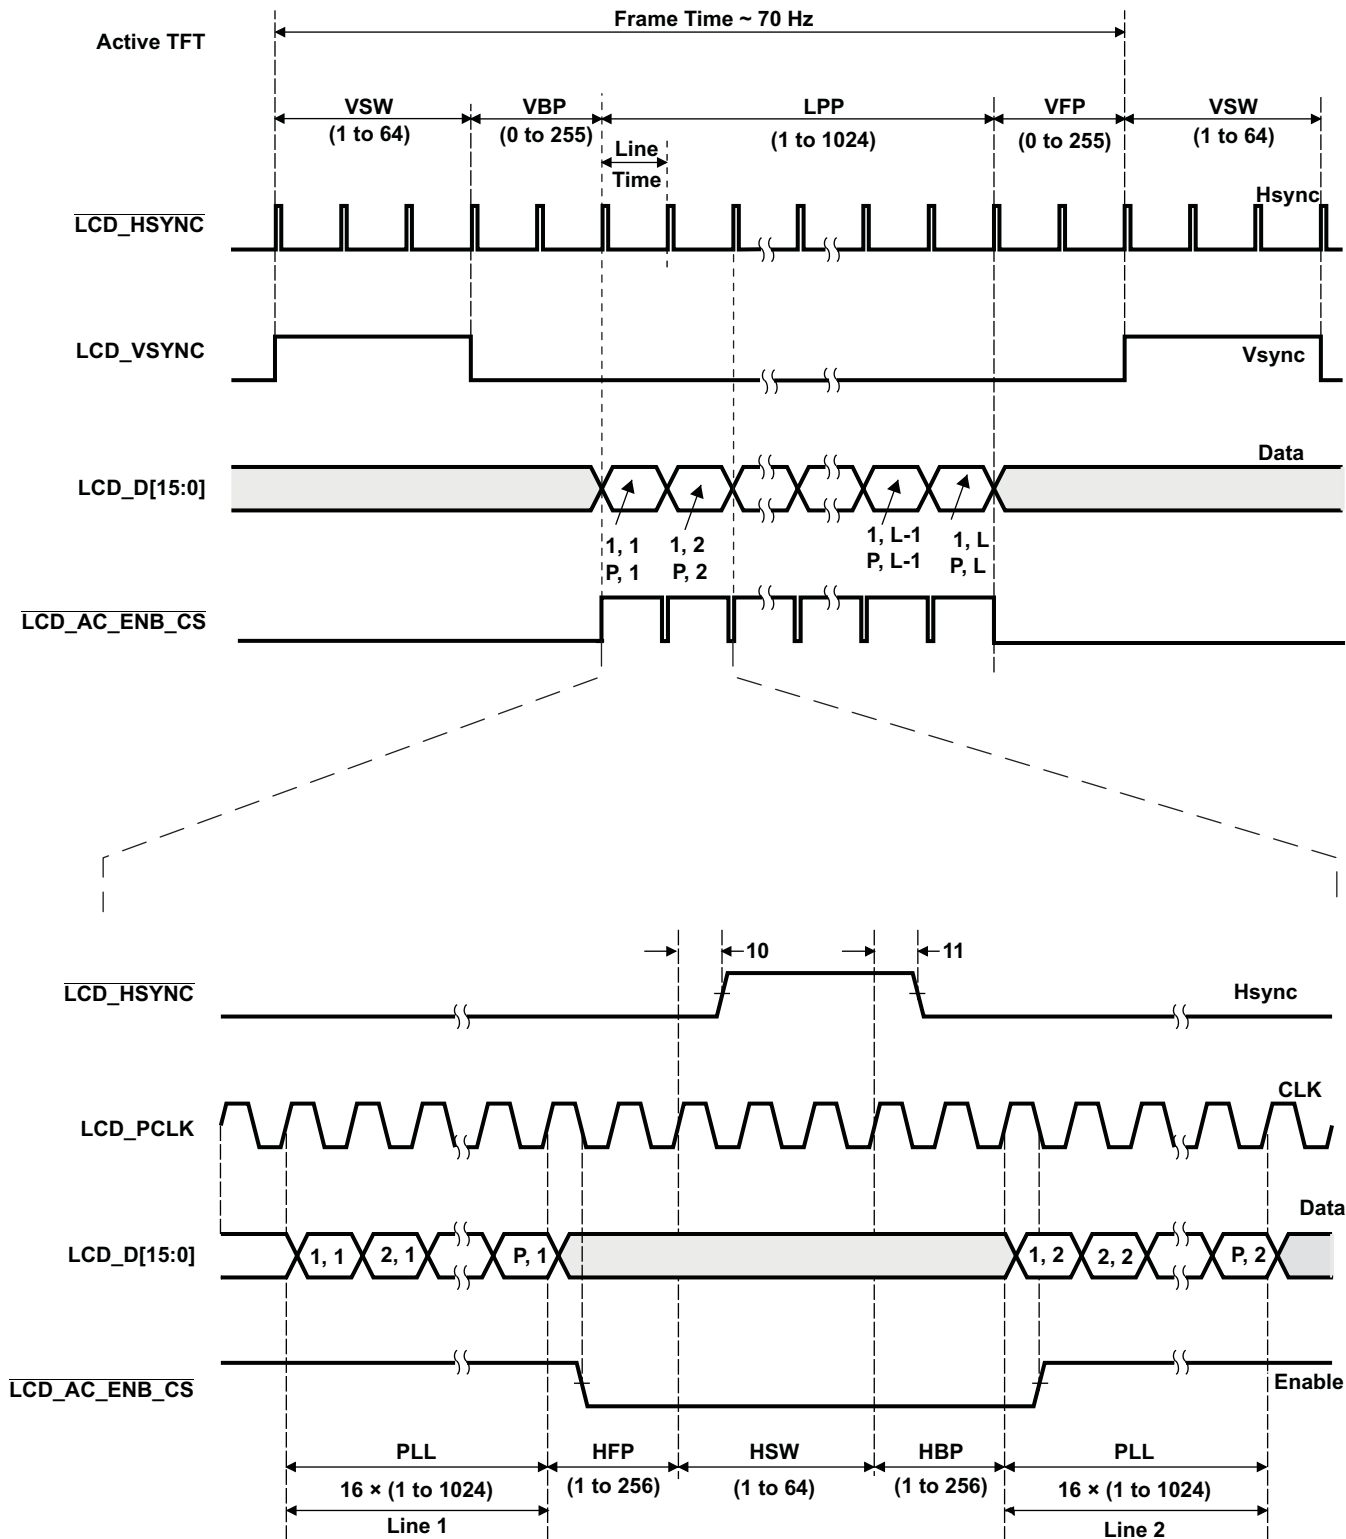 Frame Time ~ 70 Hz
Active TFT
VSW VBP LPP VFP VSW
(1 to 64) (0 to 255) (1 to 1024) (0 to 255) (1 to 64)
Line
Time
LCD_HSYNC Hsync
LCD_VSYNC Vsync
Data
LCD_D[15:0]
1, 1 1, 2 1, L-1 1, L
P, 1 P, 2 P, L-1 P, L
LCD_AC_ENB_CS
10 11
LCD_HSYNC Hsync
CLK
LCD_PCLK
Data
LCD_D[15:0] 1, 1 2, 1 P, 1 1, 2 2, 2 P, 2
LCD_AC_ENB_CS Enable
PLL HFP HSW HBP PLL
16 × (1 to 1024) (1 to 256) (1 to 64) (1 to 256) 16 × (1 to 1024)
Line 1 Line 2